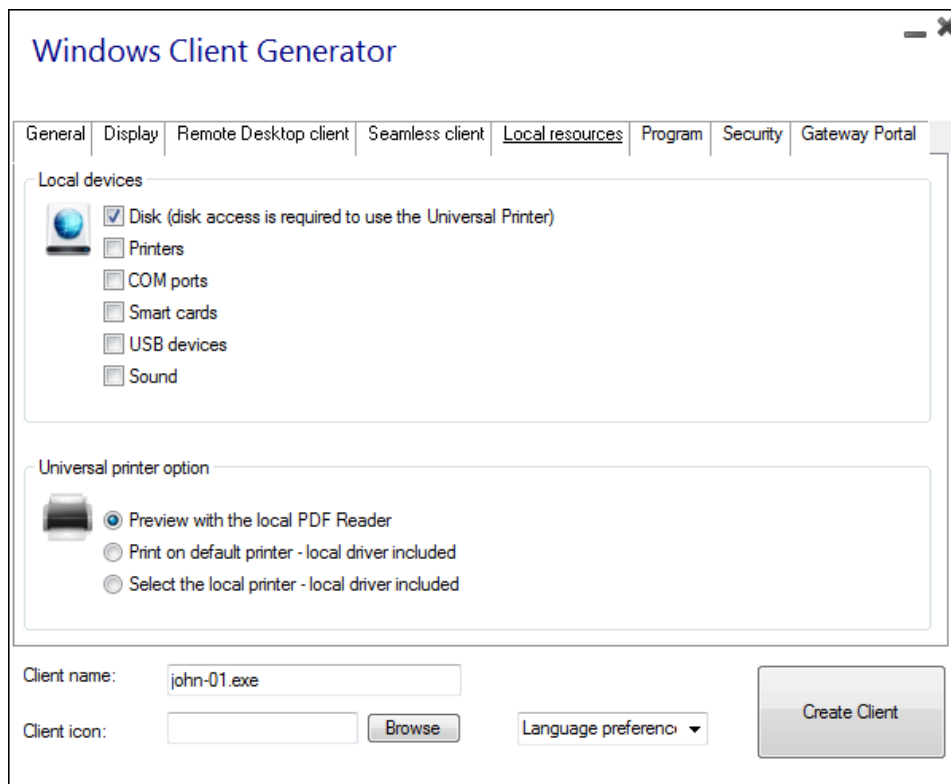 Windows Client Generator
General Display Remote Desktop client Seamless client Local resources Program Security Gateway Portal
Local devices
Disk (disk access is required to use the Universal Printer)
Printers
COM ports
Smart cards
USB devices
Sound
Universal printer option
Preview with the local PDF Reader
Print on default printer - local driver included
Select the local printer - local driver included
Client name: john-01.exe
Create Client
Client icon: Browse Language preferenc